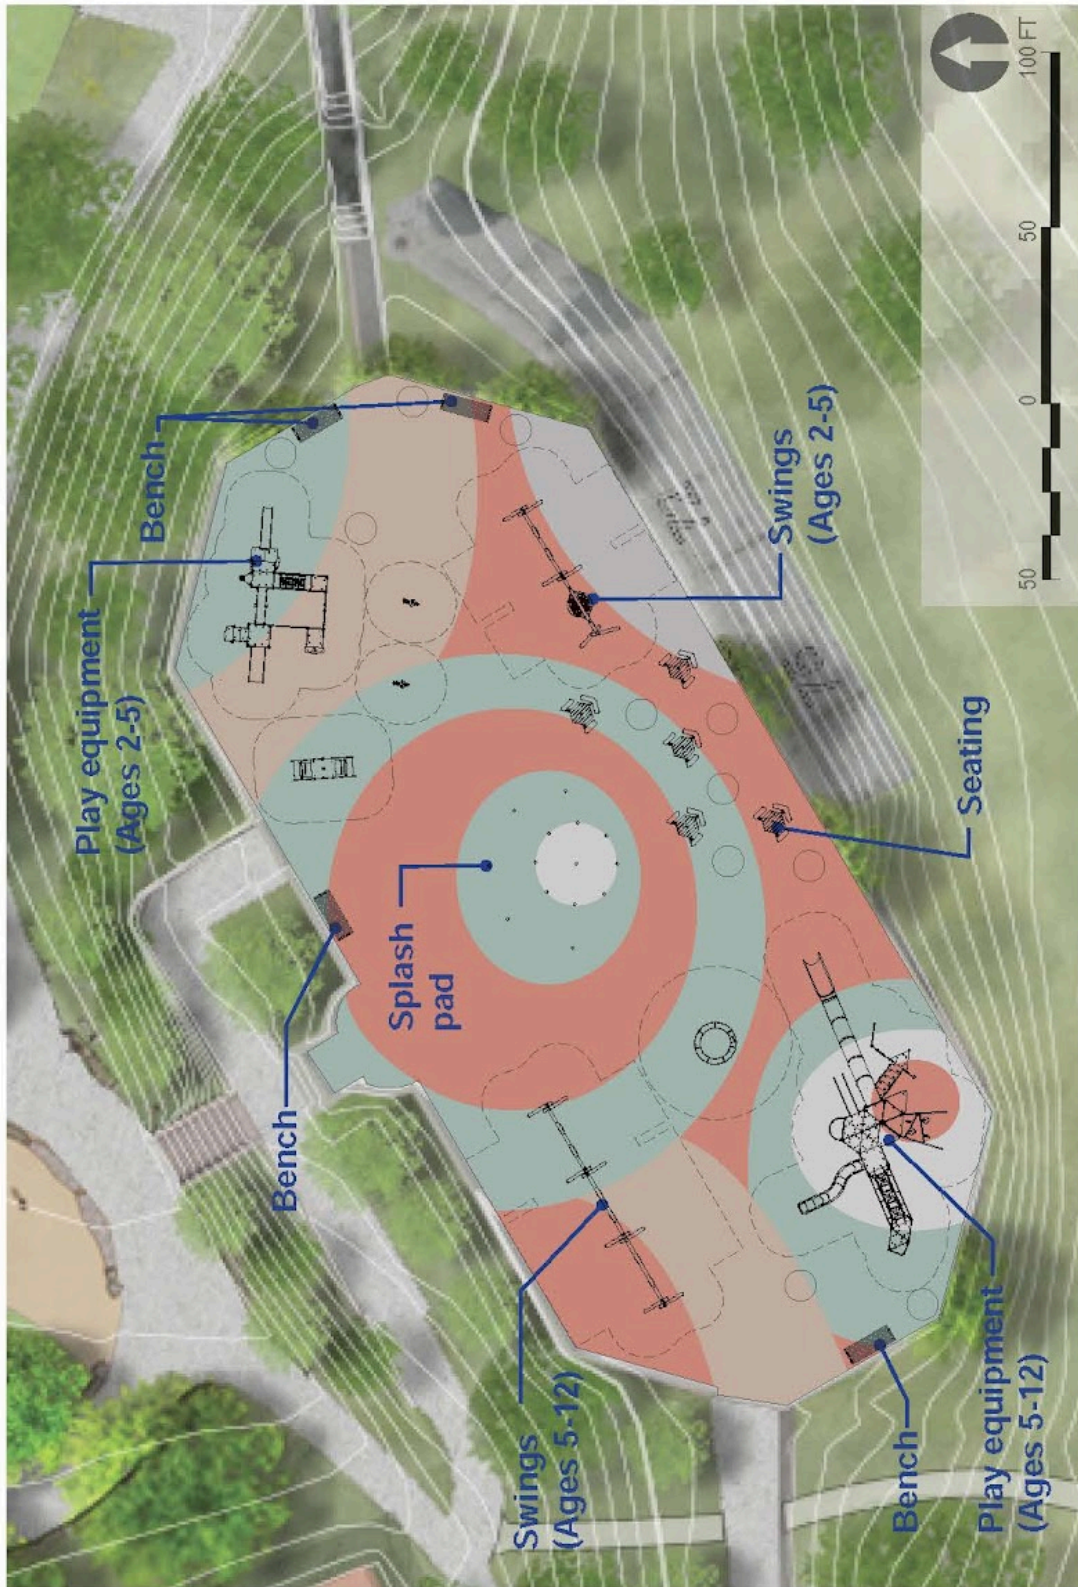 Play equipment
(Ages 2-5)
Bench
Bench
Splash
pad
Swings
(Ages 5-12)
Swings
(Ages 2-5)
Bench
Seating
Play equipment
(Ages 5-12)
50 0 50 100 FT